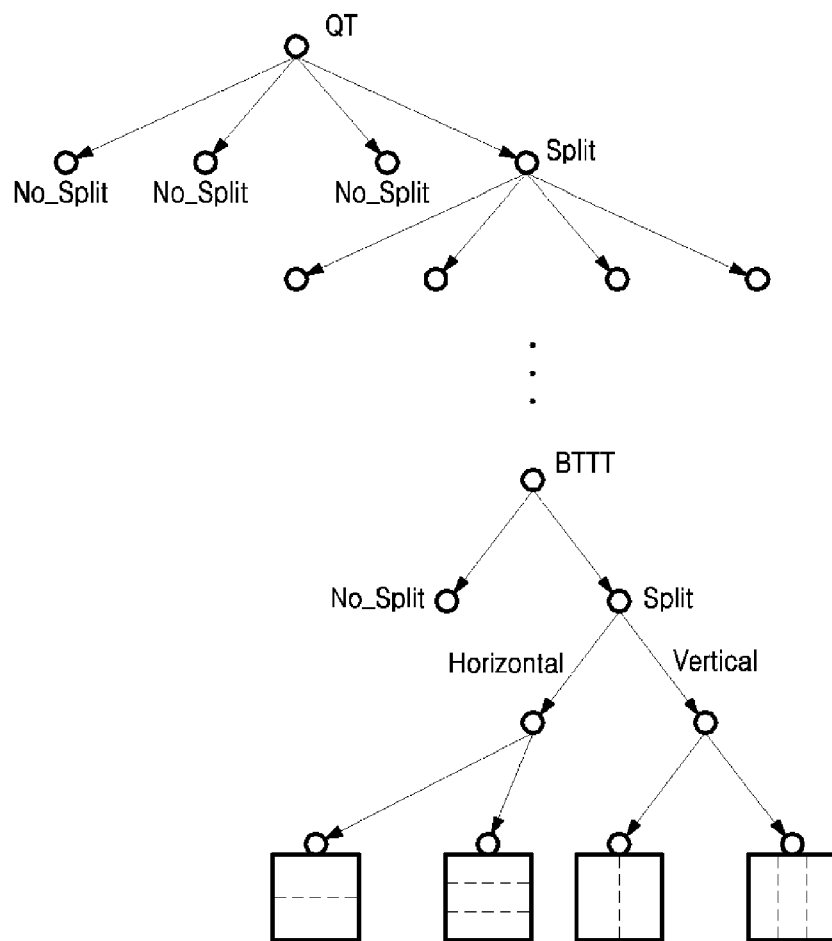 QT
Split
No_Split No_Split No_Split
BTTT
No_Split Split
Horizontal Vertical